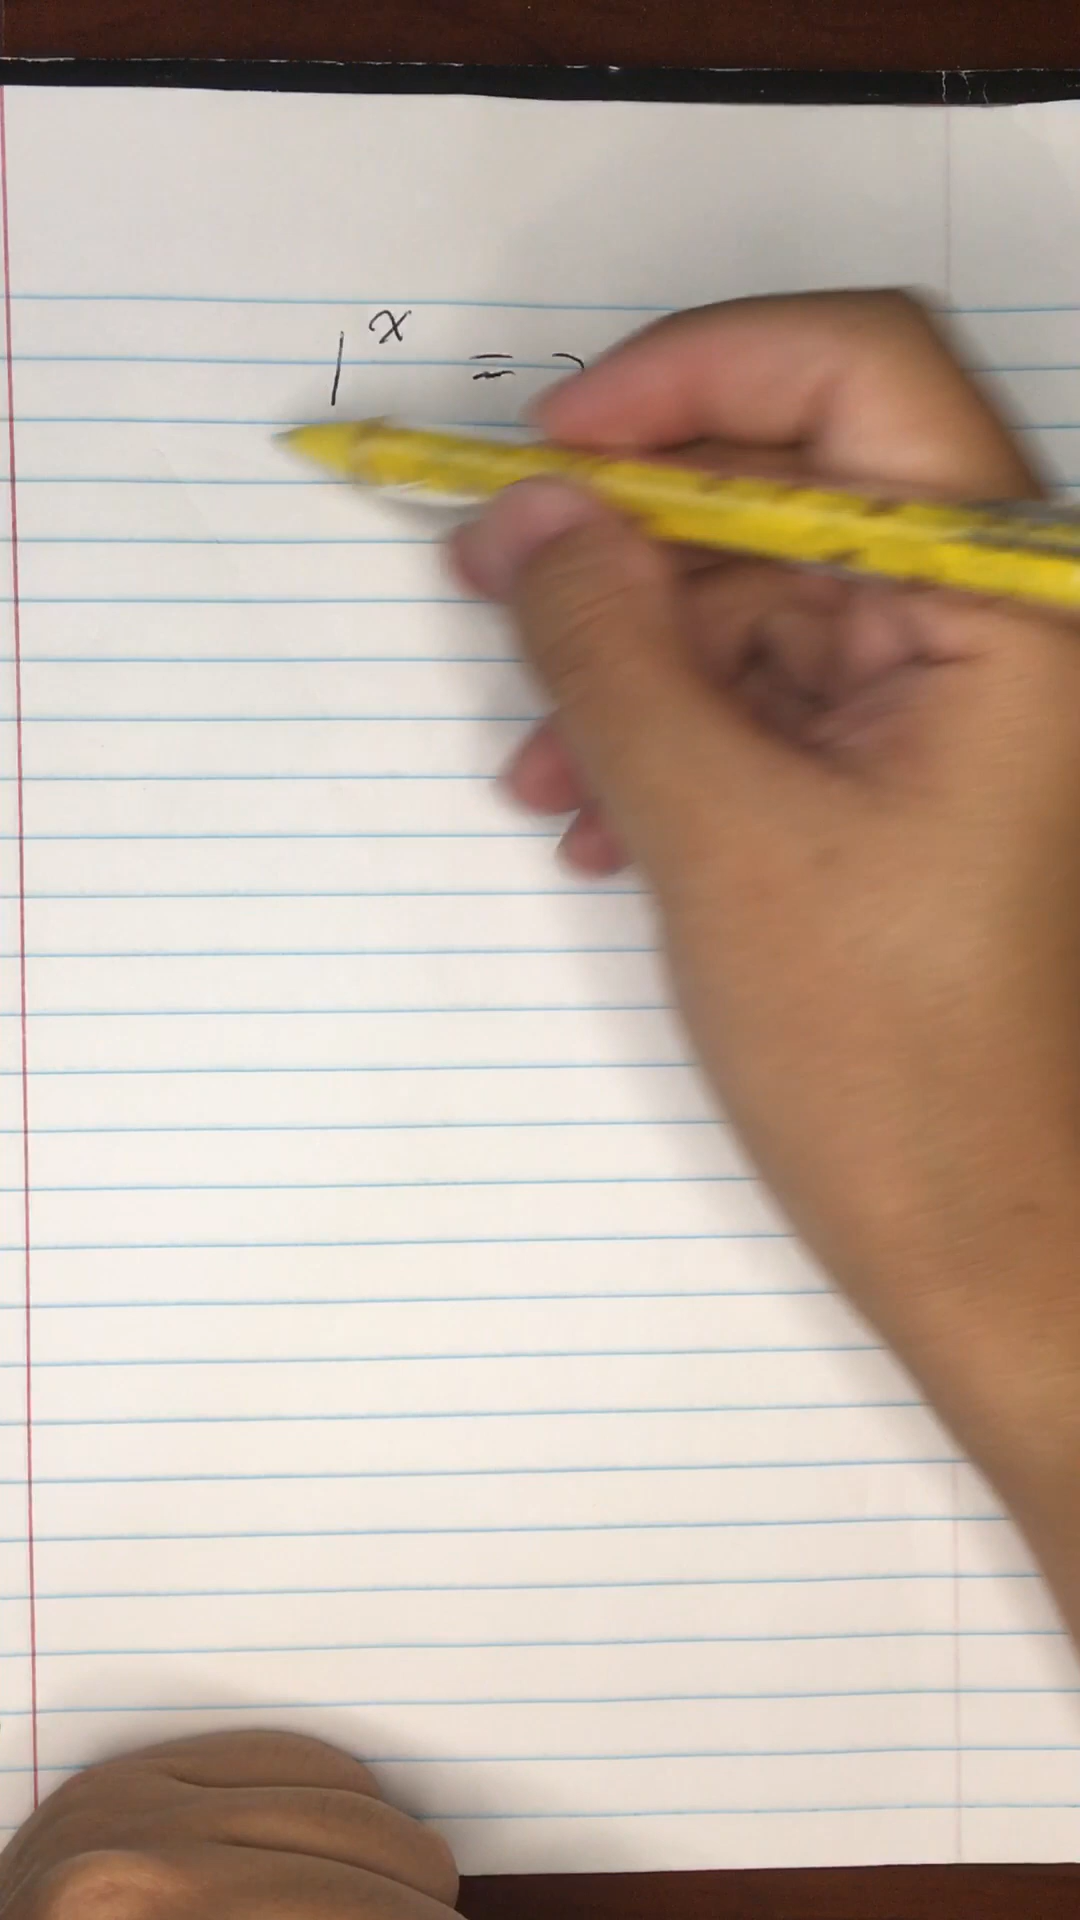 1^x =